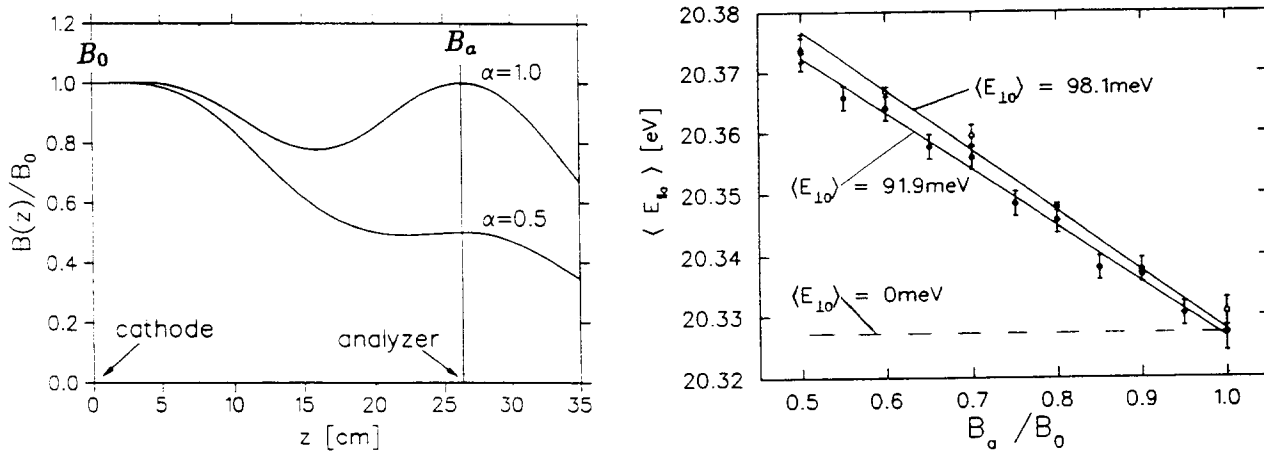 1.2
1.0
0.8
0.6
0.4
0.2
0.0
B(z)/B₀
B₀
Bₐ
α=1.0
α=0.5
cathode
analyzer
0
5
10
15
20
25
30
35
z [cm]
20.38
20.37
20.36
20.35
20.34
20.33
20.32
[eV]
⟨E⊥₀⟩ = 98.1meV
⟨E⊥₀⟩ = 91.9meV
⟨E⊥₀⟩ = 0meV
0.5
0.6
0.7
0.8
0.9
1.0
Bₐ /B₀